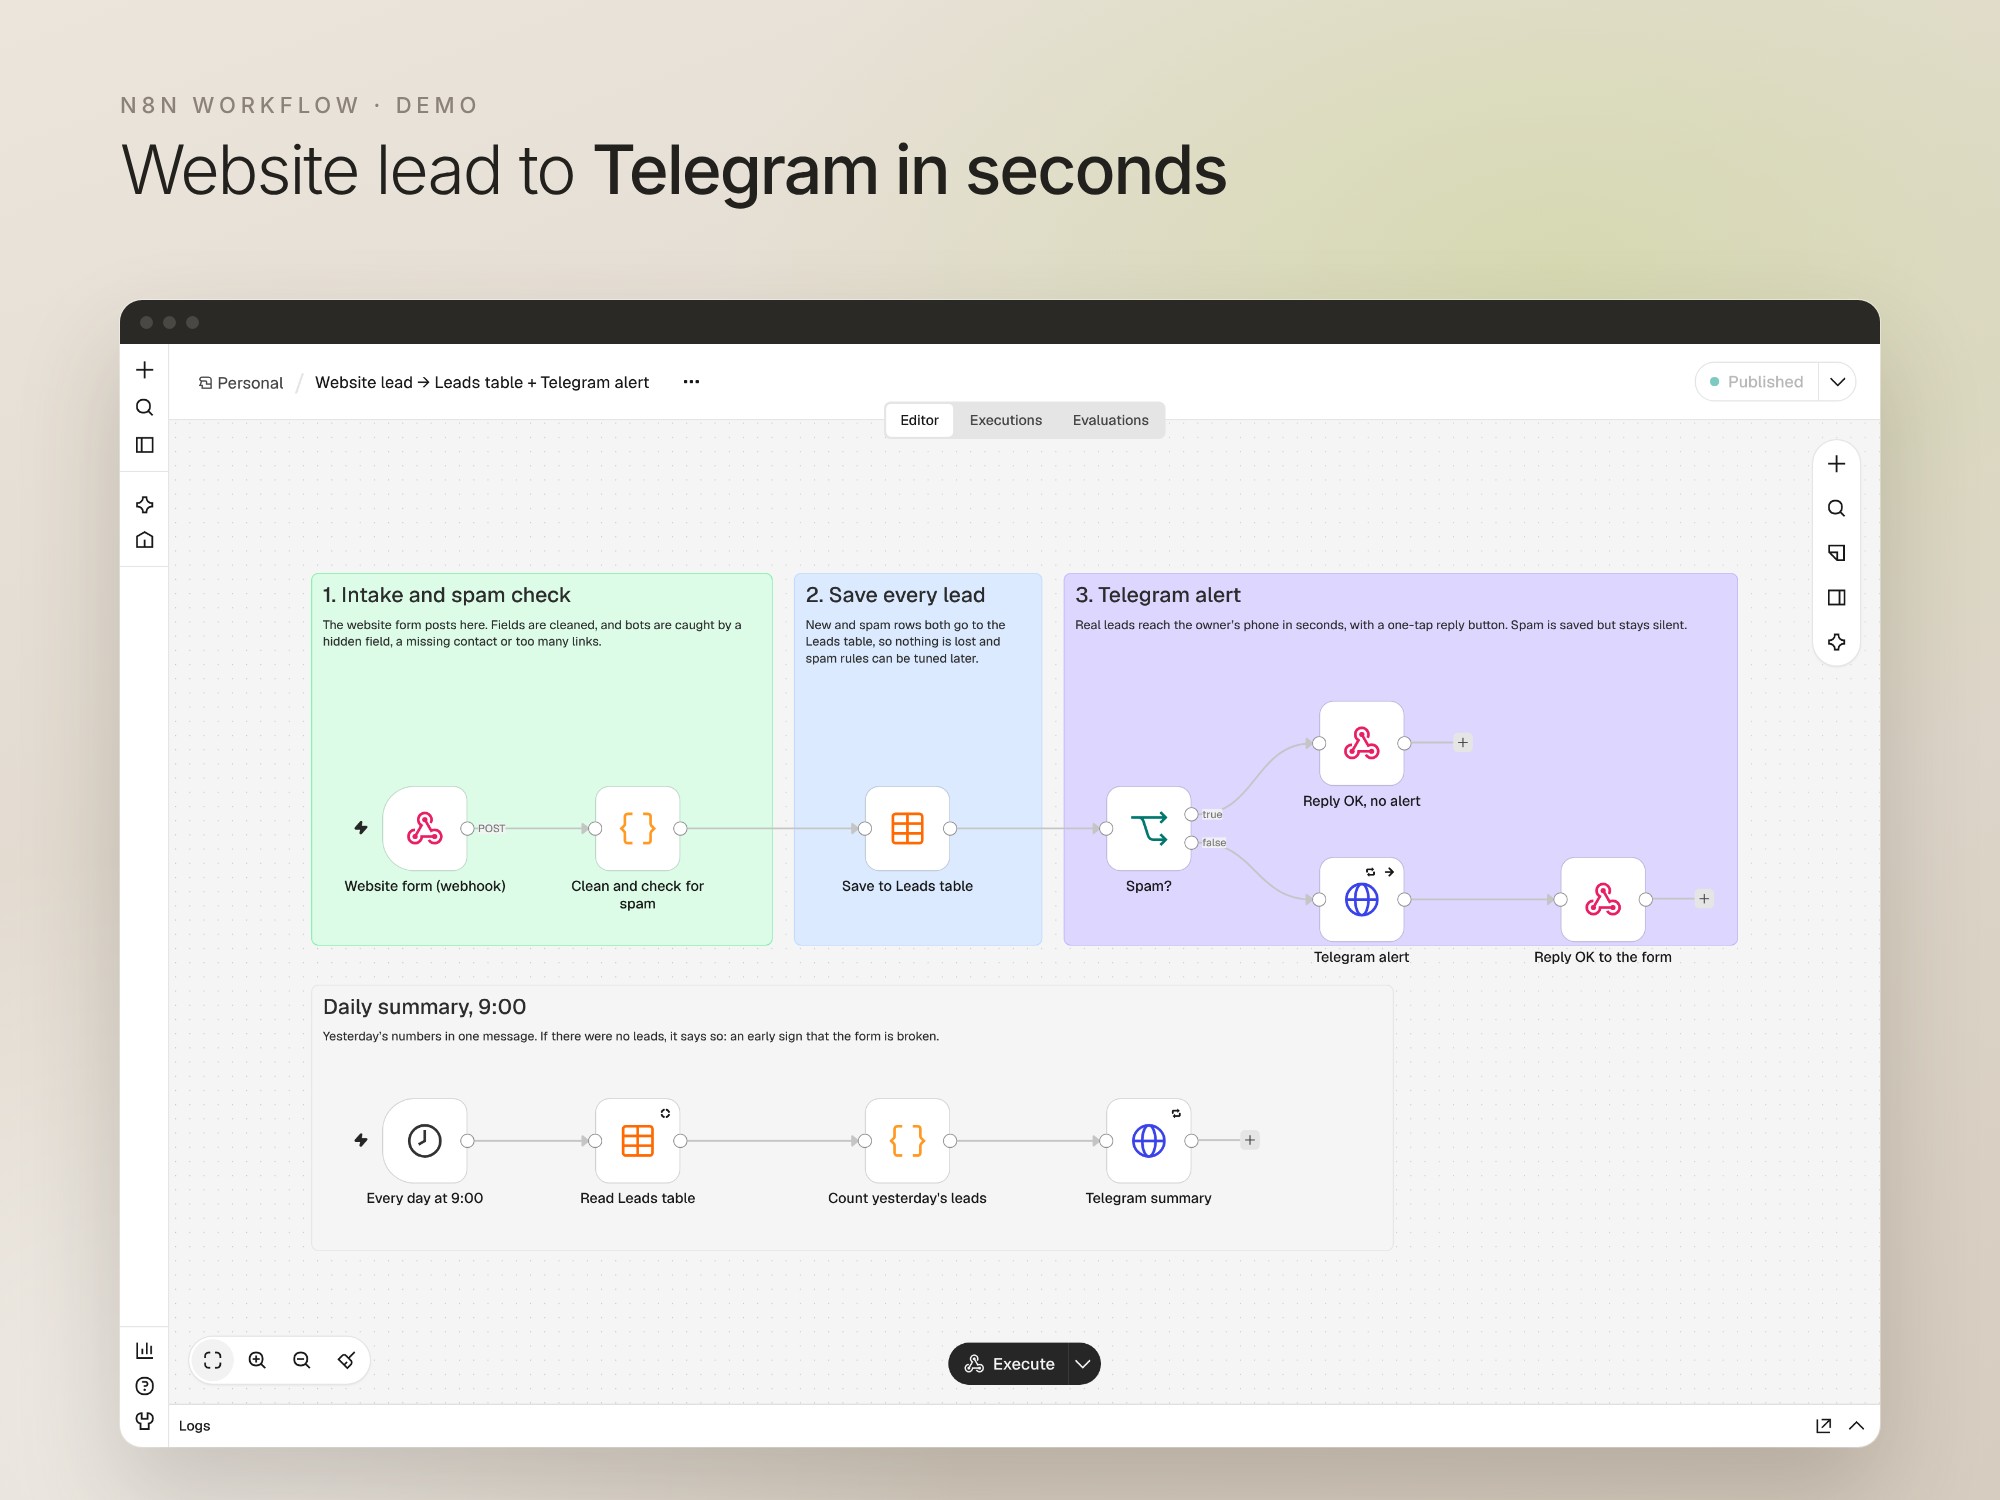 N8N WORKFLOW · DEMO
Website lead to Telegram in seconds
Personal / Website lead → Leads table + Telegram alert ...
Published
Editor Executions Evaluations
1. Intake and spam check
The website form posts here. Fields are cleaned, and bots are caught by a
hidden field, a missing contact or too many links.
POST
Website form (webhook)
{ }
Clean and check for
spam
2. Save every lead
New and spam rows both go to the
Leads table, so nothing is lost and
spam rules can be tuned later.
Save to Leads table
3. Telegram alert
Real leads reach the owner's phone in seconds, with a one-tap reply button. Spam is saved but stays silent.
Spam?
true
false
Reply OK, no alert
Telegram alert
Reply OK to the form
Daily summary, 9:00
Yesterday's numbers in one message. If there were no leads, it says so: an early sign that the form is broken.
Every day at 9:00
Read Leads table
{ }
Count yesterday's leads
Telegram summary
Execute
Logs